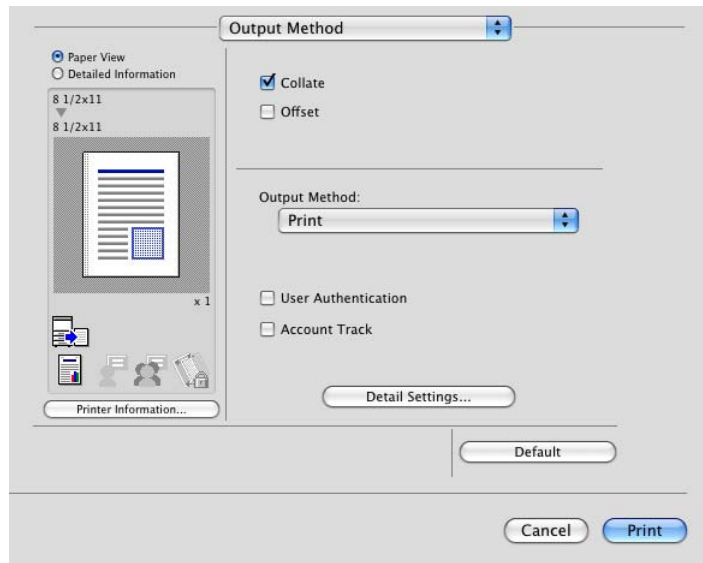 Output Method
Paper View
Detailed Information
8 1/2x11
8 1/2x11
x 1
Printer Information...
Collate
Offset
Output Method:
Print
User Authentication
Account Track
Detail Settings...
Default
Cancel
Print